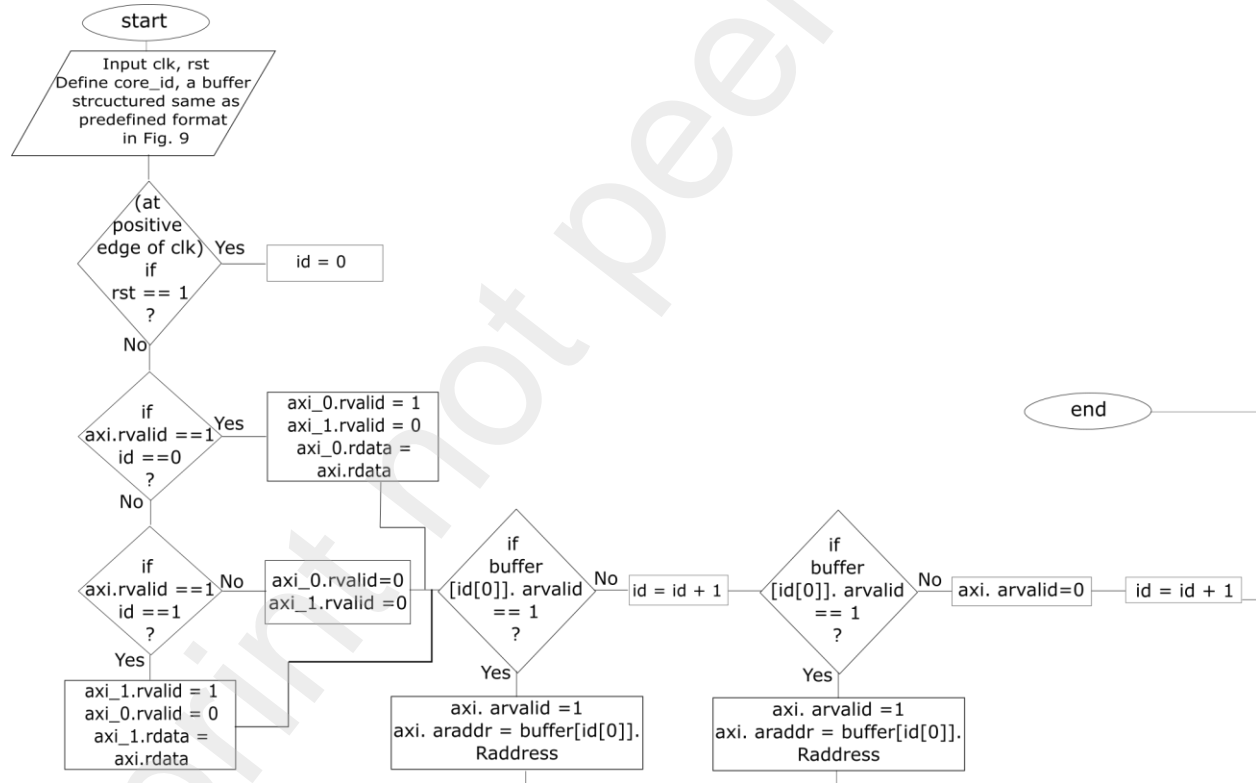 start
Input clk, rst
Define core_id, a buffer
strcuctured same as
predefined format
in Fig. 9
(at
positive
edge of clk)
if
rst == 1
?
Yes
id = 0
No
if
axi.rvalid ==1
id ==0
?
Yes
axi_0.rvalid = 1
axi_1.rvalid = 0
axi_0.rdata =
axi.rdata
No
end
if
axi.rvalid ==1
id ==1
?
No
axi_0.rvalid=0
axi_1.rvalid =0
Yes
axi_1.rvalid = 1
axi_0.rvalid = 0
axi_1.rdata =
axi.rdata
if
buffer
[id[0]]. arvalid
== 1
?
No
id = id + 1
Yes
axi. arvalid =1
axi. araddr = buffer[id[0]].
Raddress
if
buffer
[id[0]]. arvalid
== 1
?
No
axi. arvalid=0
id = id + 1
Yes
axi. arvalid =1
axi. araddr = buffer[id[0]].
Raddress
print not peer